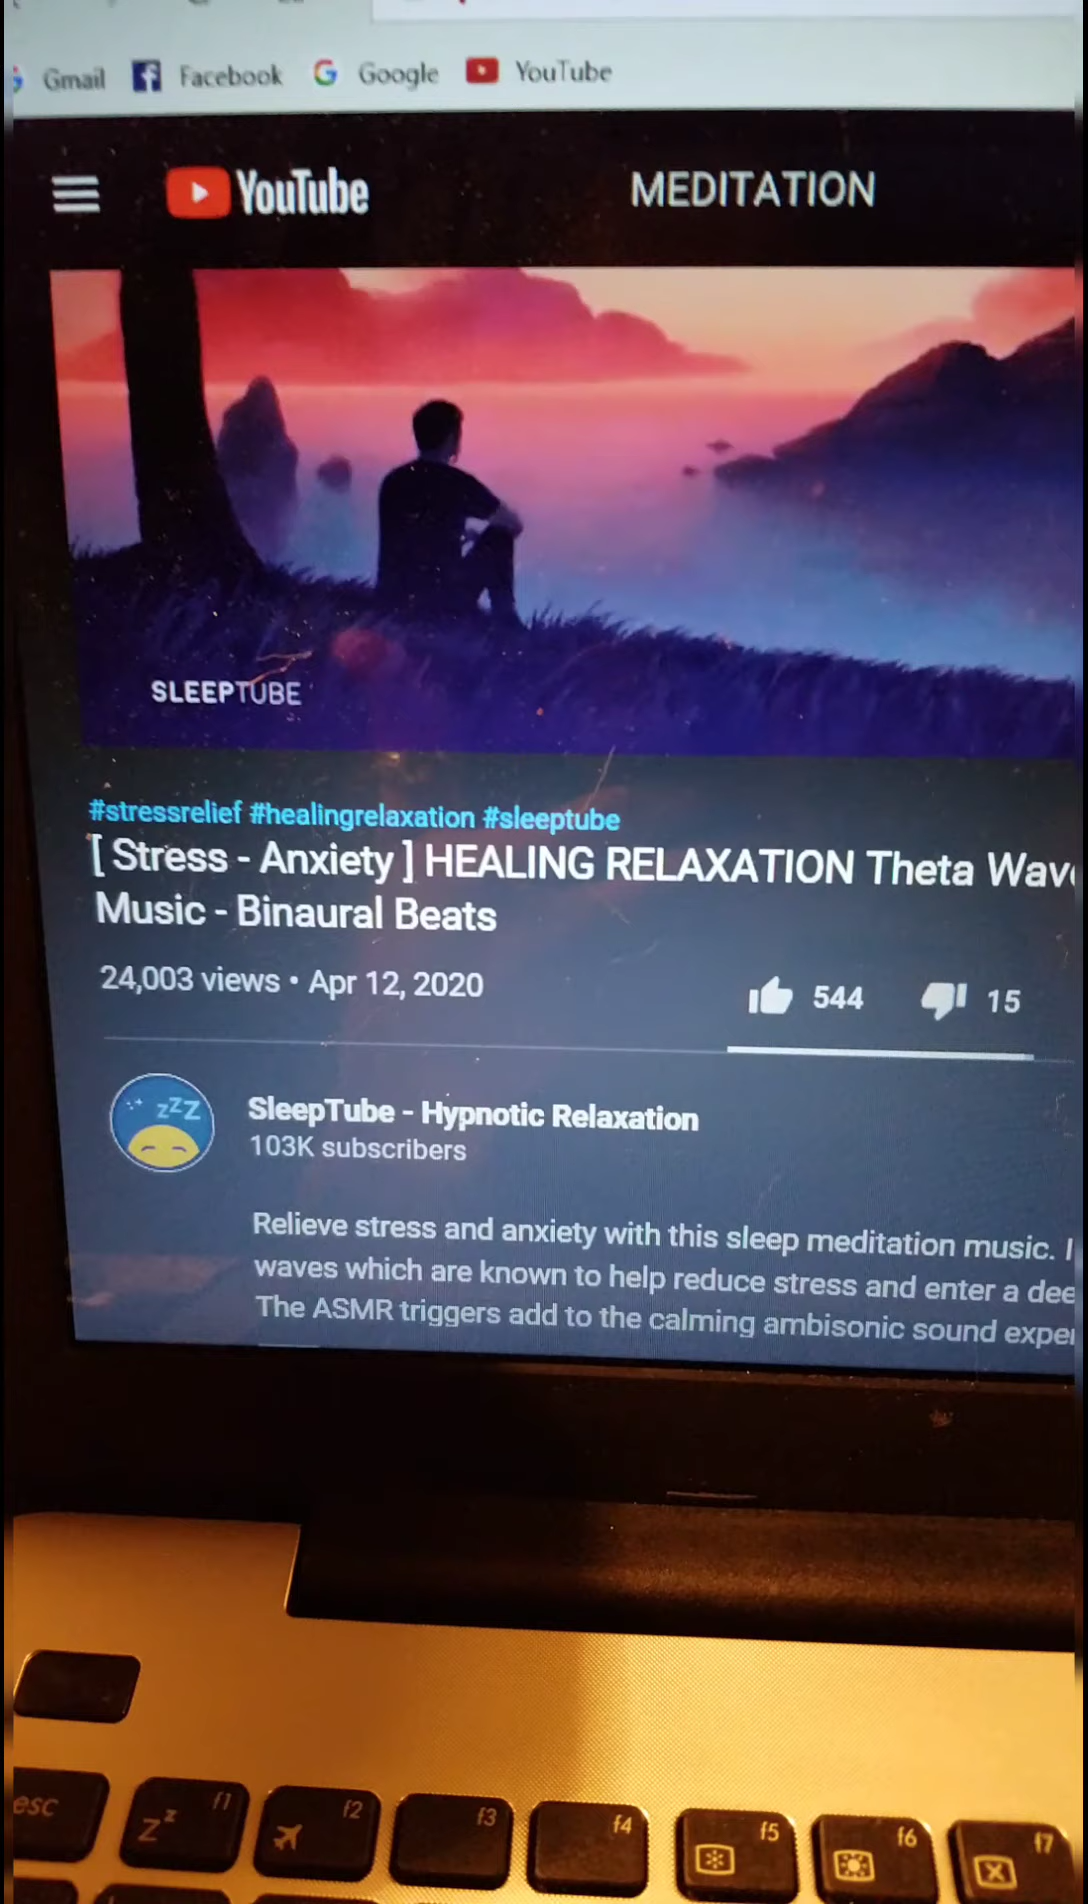 Gmail Facebook Google YouTube
YouTube MEDITATION
SLEEPTUBE
#stressrelief #healingrelaxation #sleeptube
[ Stress - Anxiety ] HEALING RELAXATION Theta
Music - Binaural Beats
24,003 views • Apr 12, 2020 544 15
zZZ
SleepTube - Hypnotic Relaxation
103K subscribers
Relieve stress and anxiety with this sleep meditation music.
waves which are known to help reduce stress and enter a
The ASMR triggers add to the calming ambisonic sound
esc f1 f2 f3 f4 f5 f6 f7
Zz